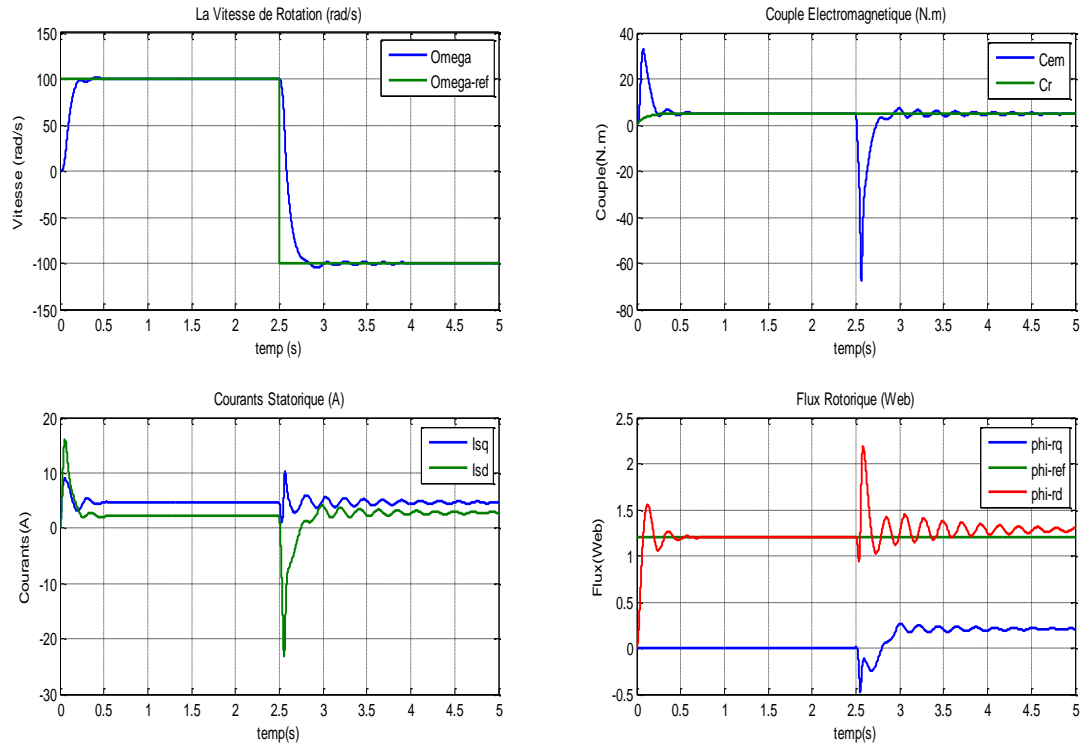 La Vitesse de Rotation (rad/s)
150
100
50
0
-50
-100
-150
Vitesse (rad/s)
0 0.5 1 1.5 2 2.5 3 3.5 4 4.5 5
temp (s)
Omega
Omega-ref
Couple Electromagnetique (N.m)
40
20
0
-20
-40
-60
-80
Couple(N.m)
0 0.5 1 1.5 2 2.5 3 3.5 4 4.5 5
temp(s)
Cem
Cr
Courants Statorique (A)
20
10
0
-10
-20
-30
Courants(A)
0 0.5 1 1.5 2 2.5 3 3.5 4 4.5 5
temp(s)
Isq
Isd
Flux Rotorique (Web)
2.5
2
1.5
1
0.5
0
-0.5
Flux(Web)
0 0.5 1 1.5 2 2.5 3 3.5 4 4.5 5
temp(s)
phi-rq
phi-ref
phi-rd